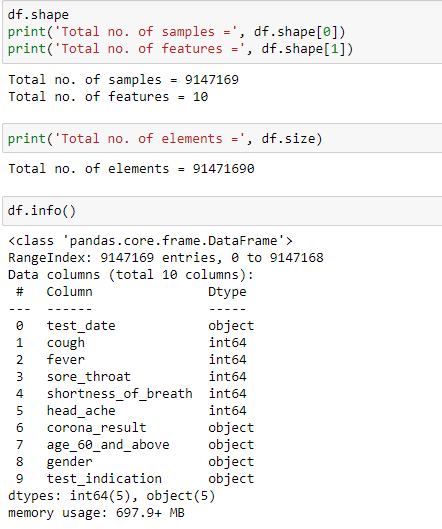 df.shape
print('Total no. of samples =', df.shape[0])
print('Total no. of features =', df.shape[1])
Total no. of samples = 9147169
Total no. of features = 10
print('Total no. of elements =', df.size)
Total no. of elements = 91471690
df.info()
<class 'pandas.core.frame.DataFrame'>
RangeIndex: 9147169 entries, 0 to 9147168
Data columns (total 10 columns):
 #   Column               Dtype
---  ------               -----
 0   test_date            object
 1   cough                int64
 2   fever                int64
 3   sore_throat          int64
 4   shortness_of_breath  int64
 5   head_ache            int64
 6   corona_result        object
 7   age_60_and_above     object
 8   gender               object
 9   test_indication      object
dtypes: int64(5), object(5)
memory usage: 697.9+ MB